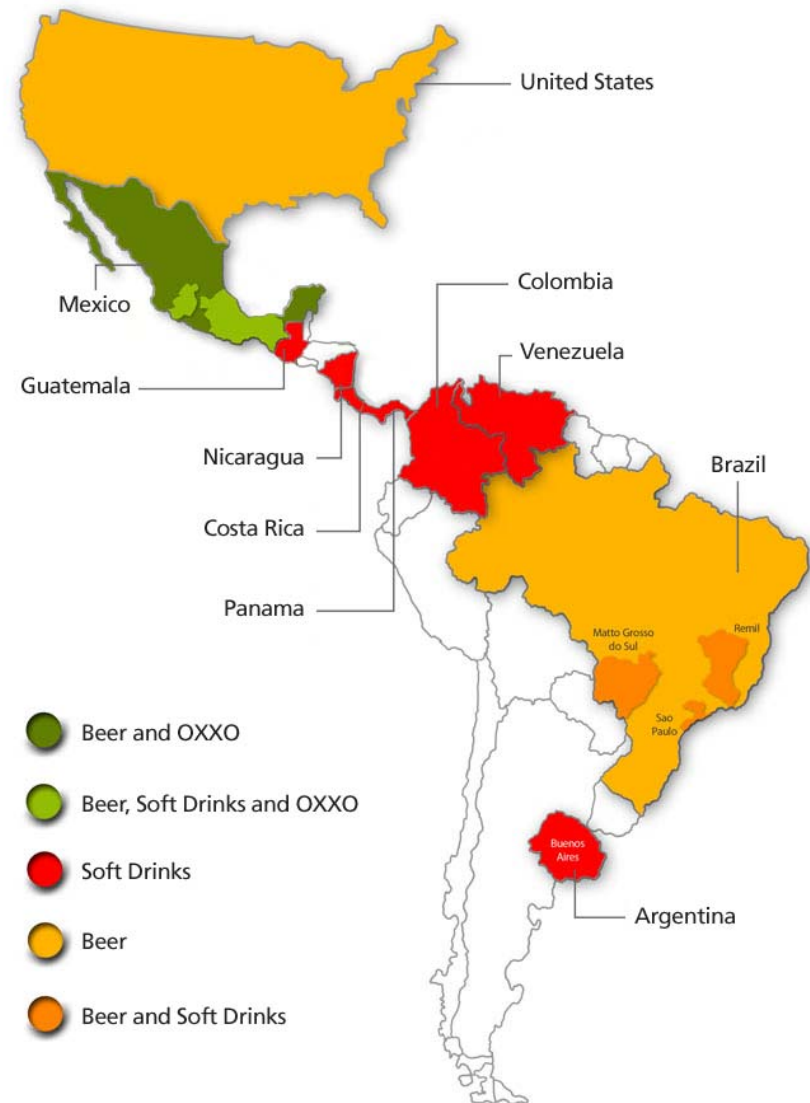 United States
Mexico
Colombia
Venezuela
Guatemala
Nicaragua
Brazil
Costa Rica
Panama
Matto Grosso
do Sul
Remil
Sao
Paulo
Beer and OXXO
Beer, Soft Drinks and OXXO
Soft Drinks
Buenos
Aires
Argentina
Beer
Beer and Soft Drinks